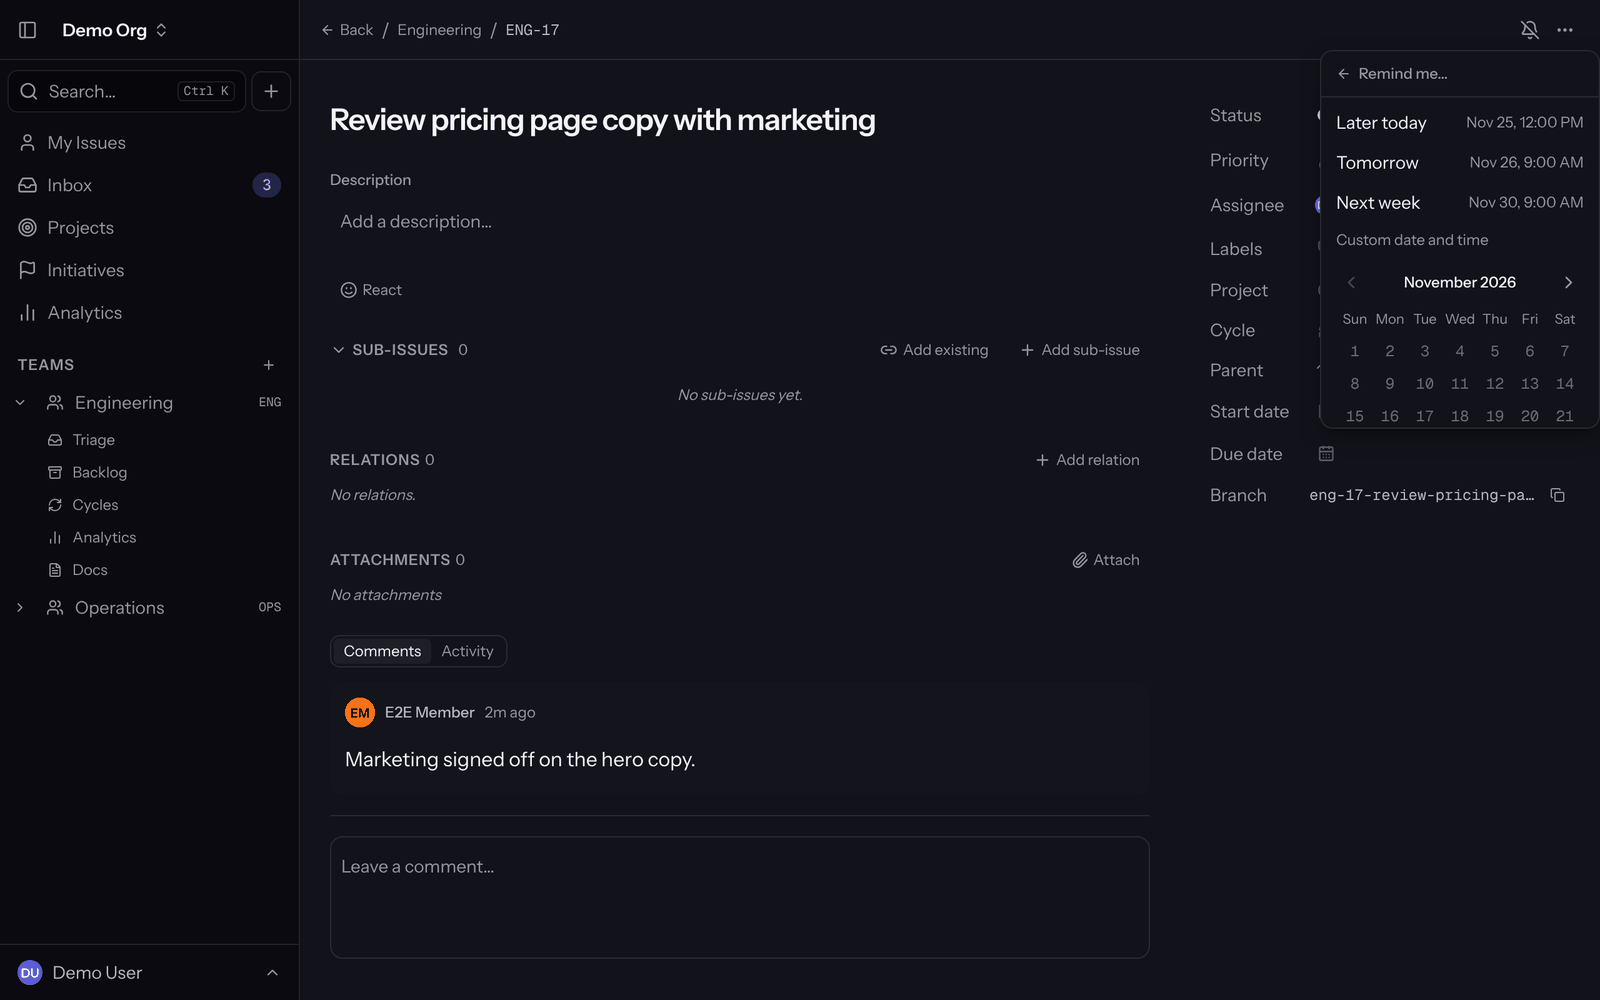 Demo Org
Search...
Ctrl K
My Issues
Inbox
3
Projects
Initiatives
Analytics
TEAMS
Engineering
ENG
Triage
Backlog
Cycles
Analytics
Docs
Operations
OPS
DU
Demo User
Back / Engineering / ENG-17
Review pricing page copy with marketing
Description
Add a description...
React
SUB-ISSUES 0
Add existing
Add sub-issue
No sub-issues yet.
RELATIONS 0
Add relation
No relations.
ATTACHMENTS 0
Attach
No attachments
Comments
Activity
EM
E2E Member 2m ago
Marketing signed off on the hero copy.
Leave a comment...
Status
Priority
Assignee
Labels
Project
Cycle
Parent
Start date
Due date
Branch
eng-17-review-pricing-pa...
Remind me...
Later today Nov 25, 12:00 PM
Tomorrow Nov 26, 9:00 AM
Next week Nov 30, 9:00 AM
Custom date and time
November 2026
Sun Mon Tue Wed Thu Fri Sat
1 2 3 4 5 6 7
8 9 10 11 12 13 14
15 16 17 18 19 20 21